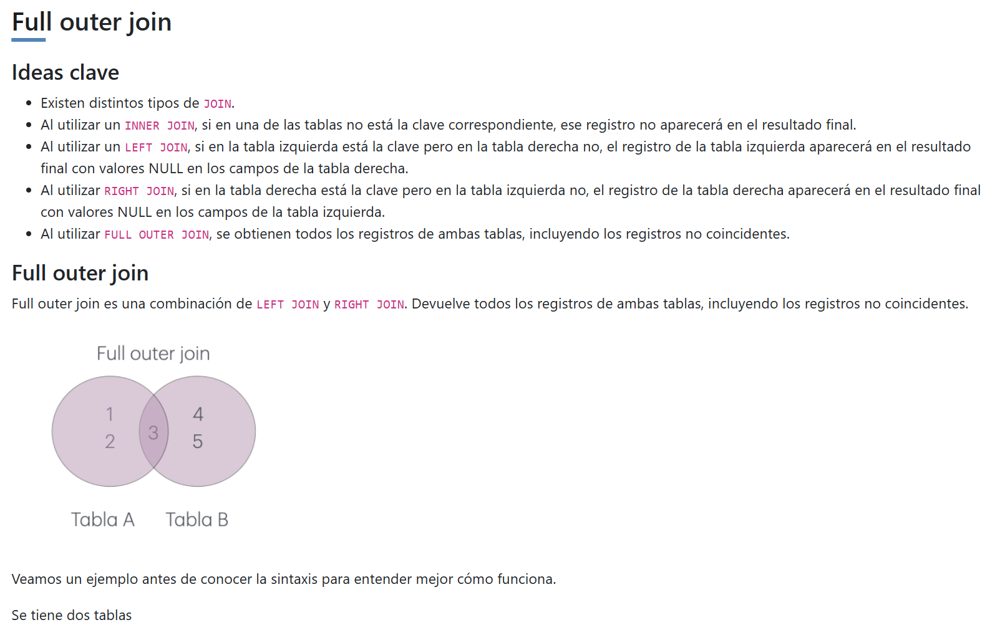 Full outer join
Ideas clave
Existen distintos tipos de JOIN.
Al utilizar un INNER JOIN, si en una de las tablas no está la clave correspondiente, ese registro no aparecerá en el resultado final.
Al utilizar un LEFT JOIN, si en la tabla izquierda está la clave pero en la tabla derecha no, el registro de la tabla izquierda aparecerá en el resultado
final con valores NULL en los campos de la tabla derecha.
Al utilizar RIGHT JOIN, si en la tabla derecha está la clave pero en la tabla izquierda no, el registro de la tabla derecha aparecerá en el resultado final
con valores NULL en los campos de la tabla izquierda.
Al utilizar FULL OUTER JOIN, se obtienen todos los registros de ambas tablas, incluyendo los registros no coincidentes.
Full outer join
Full outer join es una combinación de LEFT JOIN y RIGHT JOIN. Devuelve todos los registros de ambas tablas, incluyendo los registros no coincidentes.
Full outer join
1 4
3
2 5
Tabla A Tabla B
Veamos un ejemplo antes de conocer la sintaxis para entender mejor cómo funciona.
Se tiene dos tablas